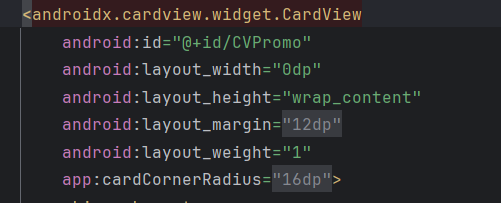 <androidx.cardview.widget.CardView
android:id="@+id/CVPromo"
android:layout_width="0dp"
android:layout_height="wrap_content"
android:layout_margin="12dp"
android:layout_weight="1"
app:cardCornerRadius="16dp">